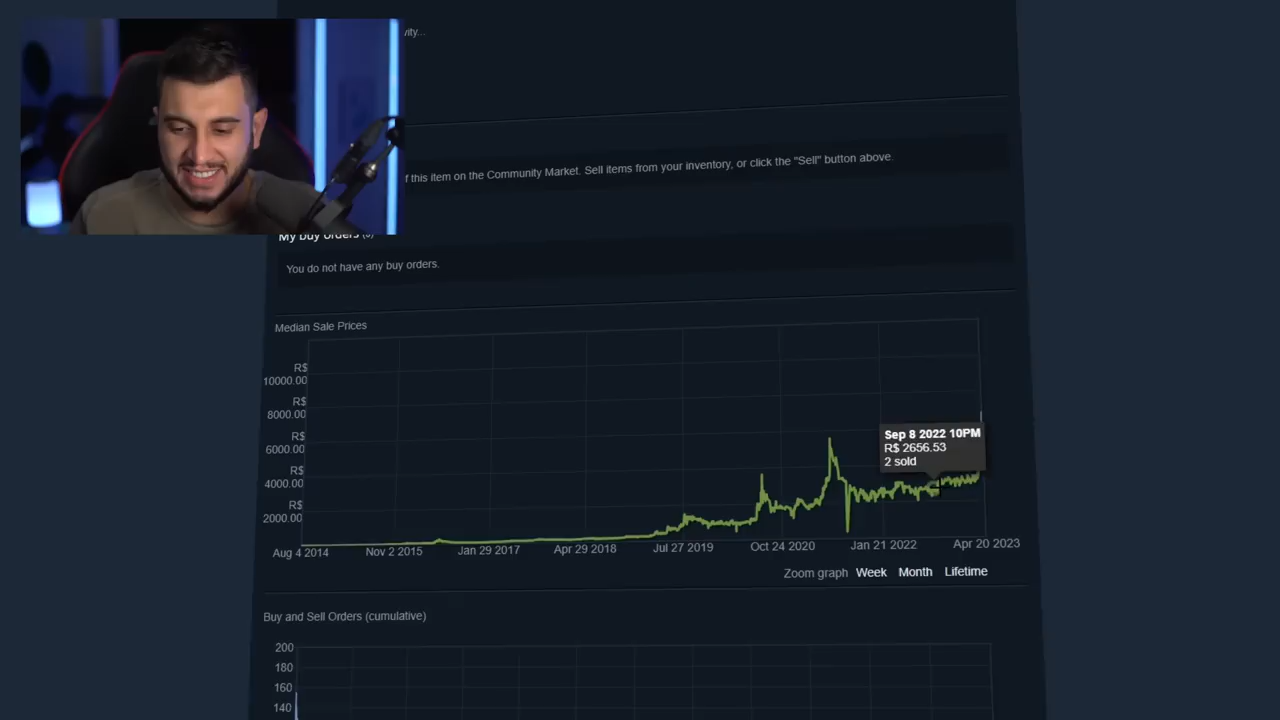 ity...
f this item on the Community Market. Sell items from your inventory, or click the "Sell" button above.
My buy orders
You do not have any buy orders.
Median Sale Prices
R$ 10000.00
R$ 8000.00
R$ 6000.00
R$ 4000.00
R$ 2000.00
Sep 8 2022 10PM
R$ 2656.53
2 sold
Aug 4 2014 Nov 2 2015 Jan 29 2017 Apr 29 2018 Jul 27 2019 Oct 24 2020 Jan 21 2022 Apr 20 2023
Zoom graph Week Month Lifetime
Buy and Sell Orders (cumulative)
200
180
160
140